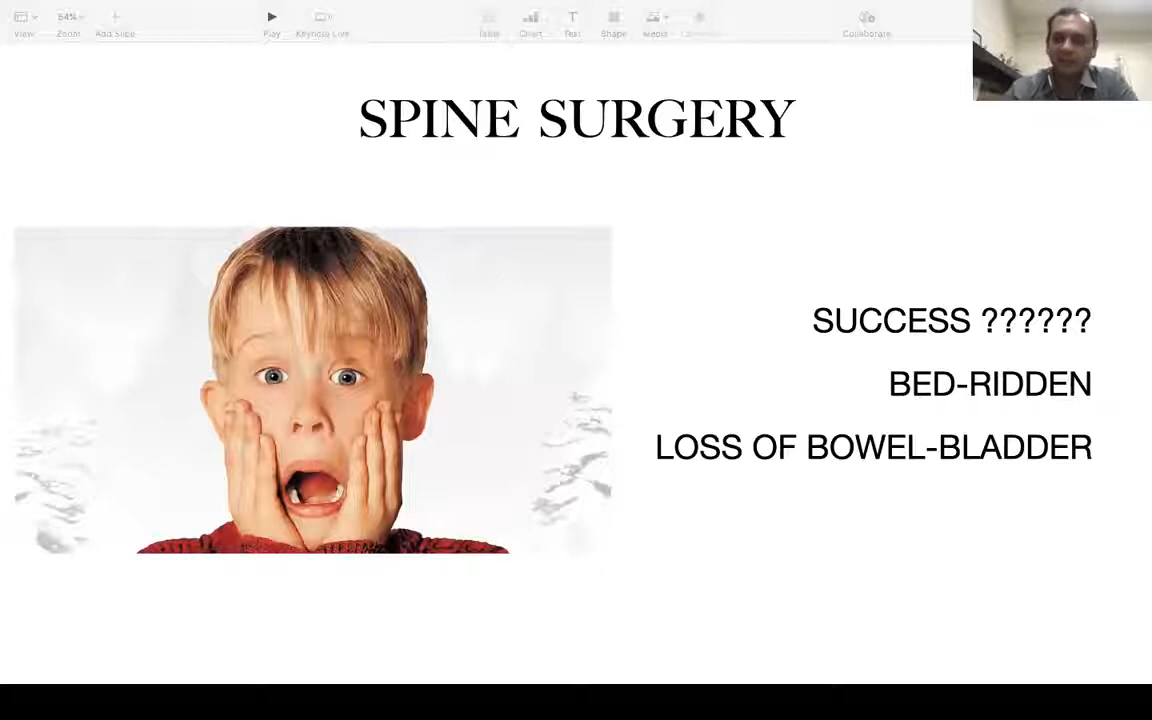 54%
View
Zoom
Add Slide
Play
Keynote Live
Table
Chart
Text
Shape
Media
Collaborate
SPINE SURGERY
SUCCESS ??????
BED-RIDDEN
LOSS OF BOWEL-BLADDER